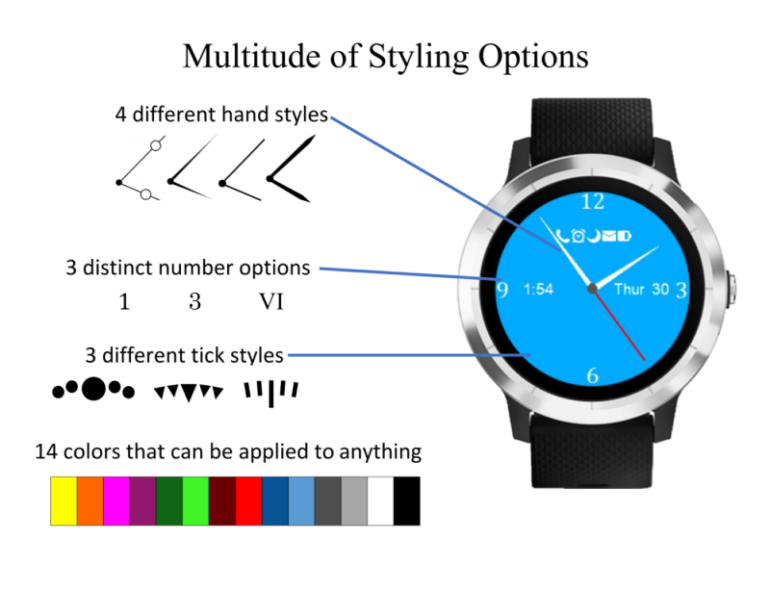 Multitude of Styling Options
4 different hand styles
3 distinct number options
1 3 VI
3 different tick styles
14 colors that can be applied to anything
12
9 1:54 Thur 30 3
6